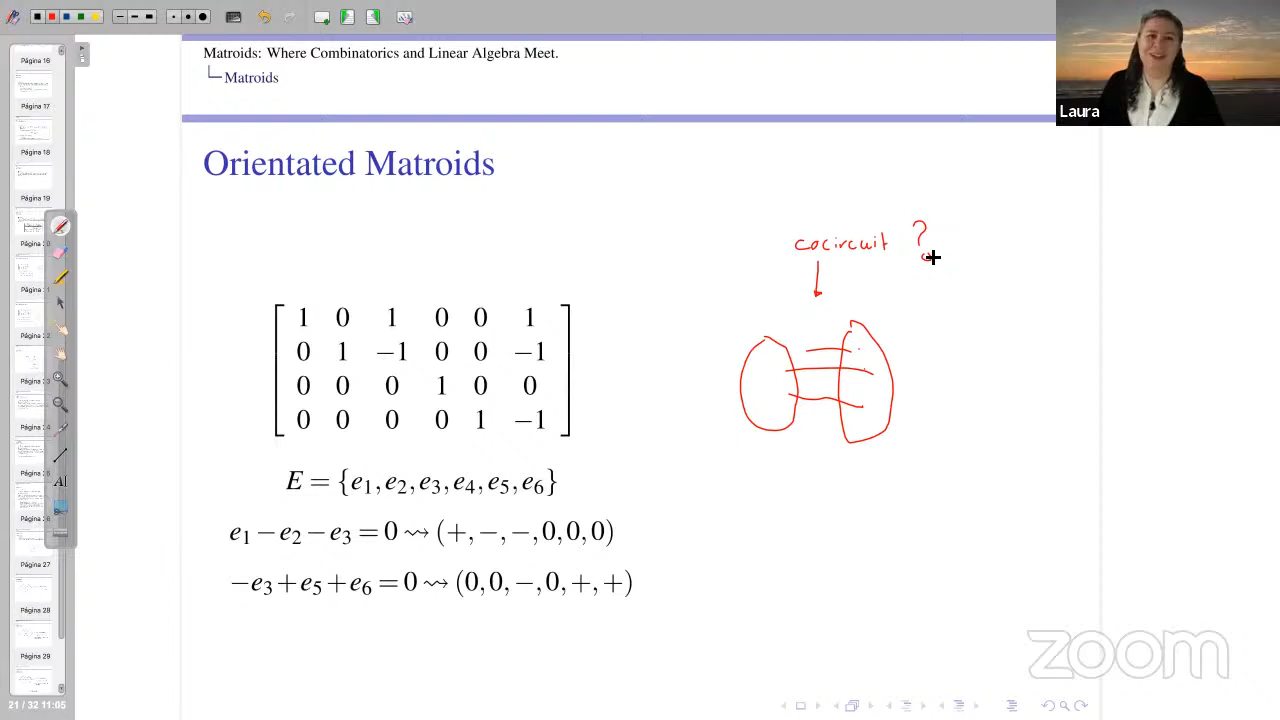 Matroids: Where Combinatorics and Linear Algebra Meet.
Matroids
Laura
Orientated Matroids
cocircuit ?
1 0 1 0 0 1
0 1 −1 0 0 −1
0 0 0 1 0 0
0 0 0 0 1 −1
E = {e₁, e₂, e₃, e₄, e₅, e₆}
e₁ − e₂ − e₃ = 0 ⇝ (+, −, −, 0, 0, 0)
−e₃ + e₅ + e₆ = 0 ⇝ (0, 0, −, 0, +, +)
Página 16
Página 17
Página 18
Página 19
Página 27
Página 28
Página 29
21 / 32 11:05
zoom